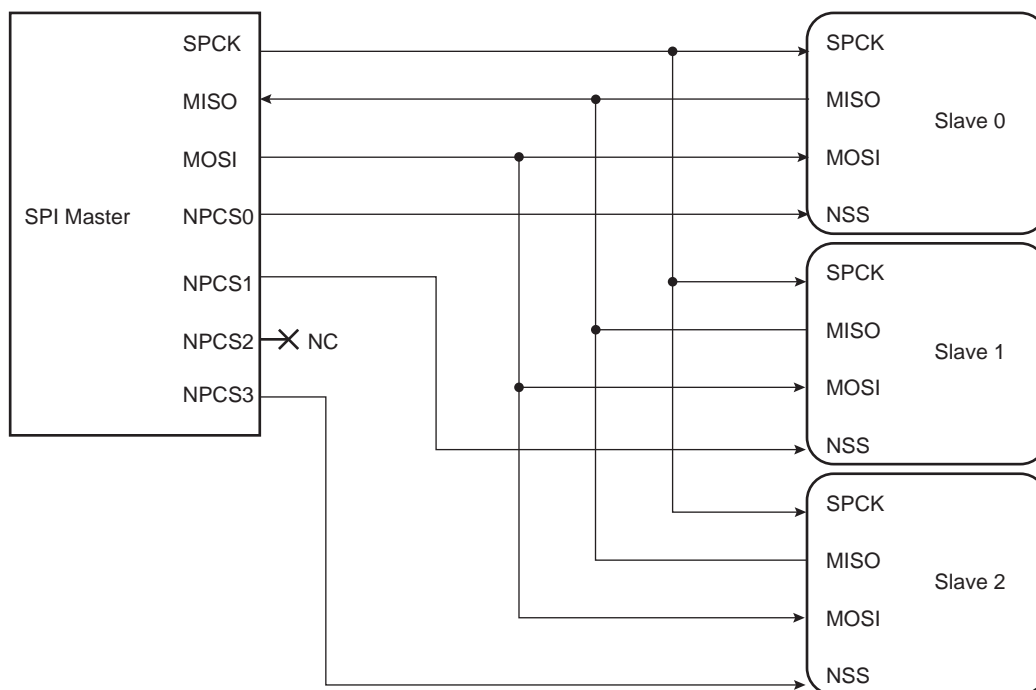 SPI Master
SPCK
MISO
MOSI
NPCS0
NPCS1
NPCS2
NC
NPCS3
SPCK
MISO
Slave 0
MOSI
NSS
SPCK
MISO
Slave 1
MOSI
NSS
SPCK
MISO
Slave 2
MOSI
NSS